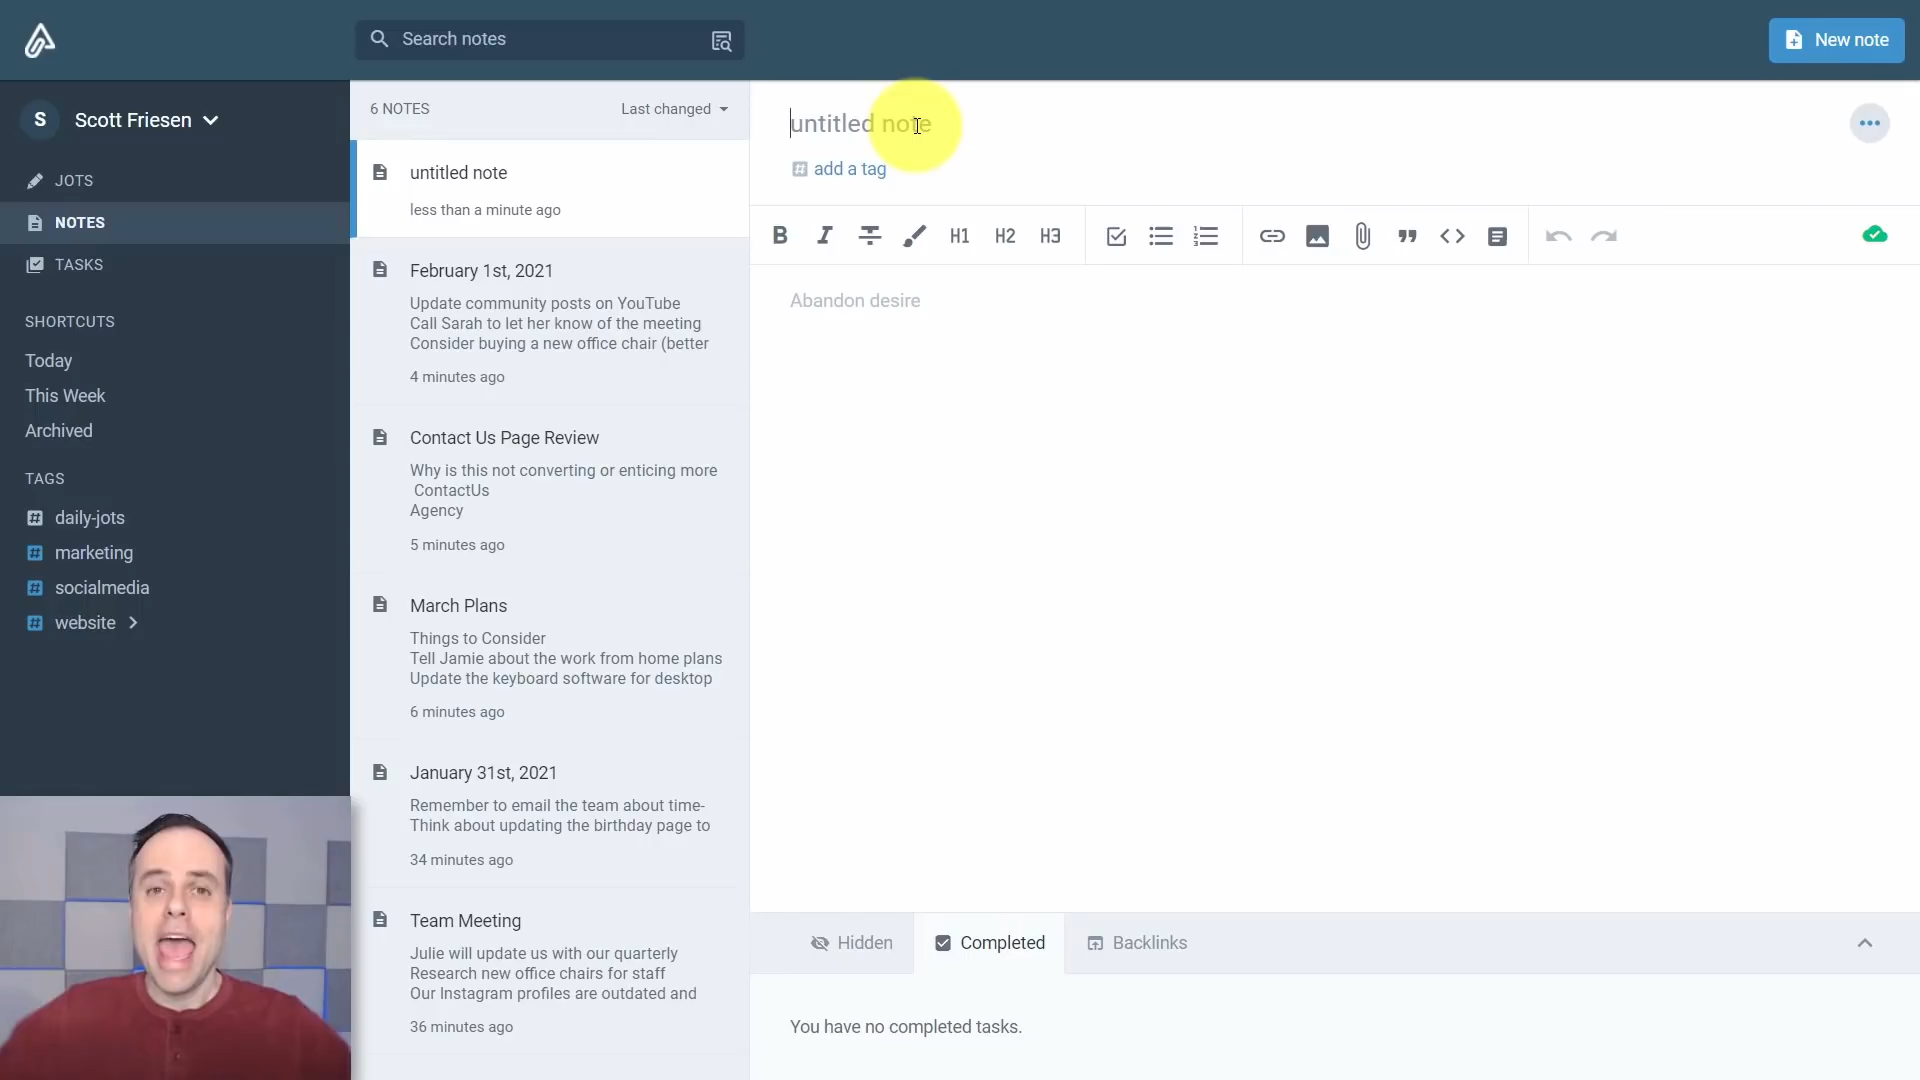 Search notes
New note
S
Scott Friesen
JOTS
NOTES
TASKS
SHORTCUTS
Today
This Week
Archived
TAGS
daily-jots
marketing
socialmedia
website
6 NOTES
Last changed
untitled note
less than a minute ago
February 1st, 2021
Update community posts on YouTube
Call Sarah to let her know of the meeting
Consider buying a new office chair (better
4 minutes ago
Contact Us Page Review
Why is this not converting or enticing more
ContactUs
Agency
5 minutes ago
March Plans
Things to Consider
Tell Jamie about the work from home plans
Update the keyboard software for desktop
6 minutes ago
January 31st, 2021
Remember to email the team about time-
Think about updating the birthday page to
34 minutes ago
Team Meeting
Julie will update us with our quarterly
Research new office chairs for staff
Our Instagram profiles are outdated and
36 minutes ago
untitled note
# add a tag
B I S H1 H2 H3
Abandon desire
Hidden
Completed
Backlinks
You have no completed tasks.